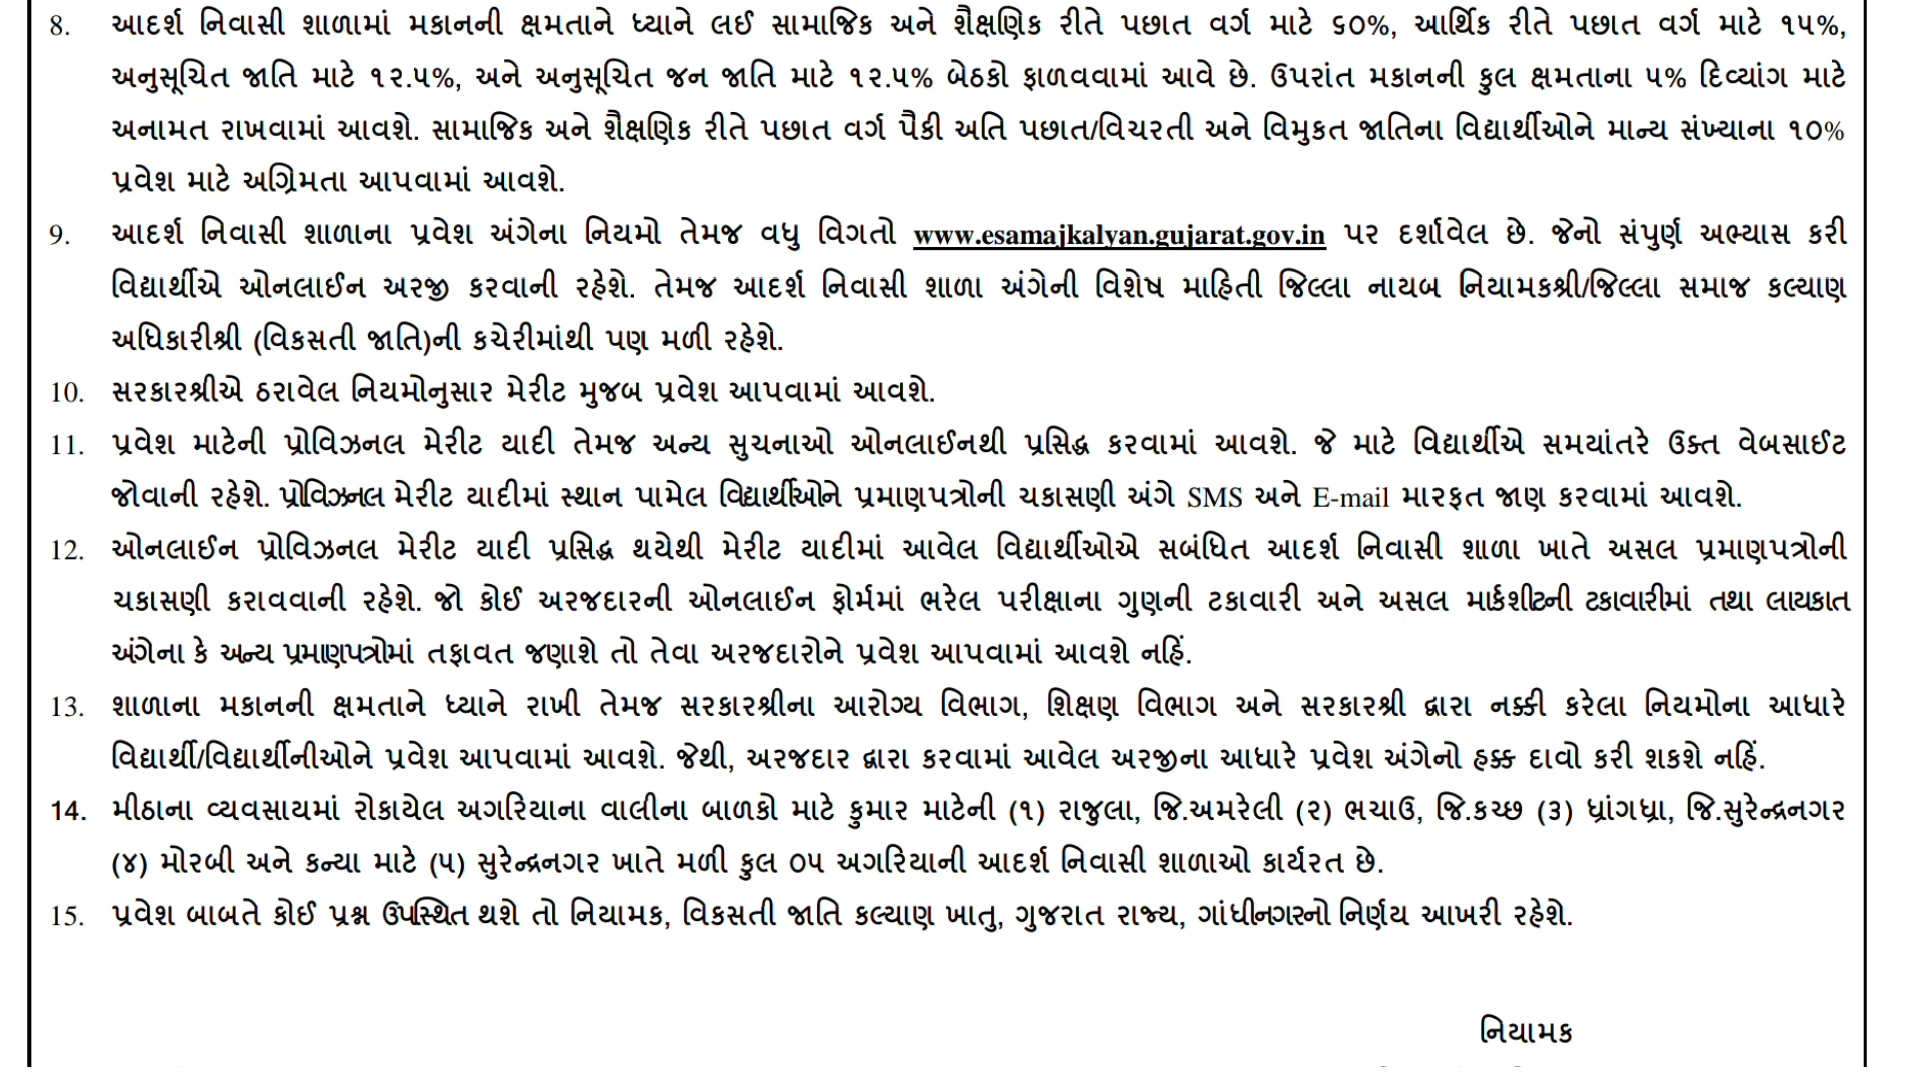 8. આદર્શ નિવાસી શાળામાં મકાનની ક્ષમતાને ધ્યાને લઈ સામાજિક અને શૈક્ષણિક રીતે પછાત વર્ગ માટે ૬૦%, આર્થિક રીતે પછાત વર્ગ માટે ૧૫%,
અનુસૂચિત જાતિ માટે ૧૨.૫%, અને અનુસૂચિત જન જાતિ માટે ૧૨.૫% બેઠકો ફાળવવામાં આવે છે. ઉપરાંત મકાનની કુલ ક્ષમતાના ૫% દિવ્યાંગ માટે
અનામત રાખવામાં આવશે. સામાજિક અને શૈક્ષણિક રીતે પછાત વર્ગ પૈકી અતિ પછાત/વિચરતી અને વિમુકત જાતિના વિદ્યાર્થીઓને માન્ય સંખ્યાના ૧૦%
પ્રવેશ માટે અગ્રિમતા આપવામાં આવશે.
9. આદર્શ નિવાસી શાળાના પ્રવેશ અંગેના નિયમો તેમજ વધુ વિગતો www.esamajkalyan.gujarat.gov.in પર દર્શાવેલ છે. જેનો સંપુર્ણ અભ્યાસ કરી
વિદ્યાર્થીએ ઓનલાઈન અરજી કરવાની રહેશે. તેમજ આદર્શ નિવાસી શાળા અંગેની વિશેષ માહિતી જિલ્લા નાયબ નિયામકશ્રી/જિલ્લા સમાજ કલ્યાણ
અધિકારીશ્રી (વિકસતી જાતિ)ની કચેરીમાંથી પણ મળી રહેશે.
10. સરકારશ્રીએ ઠરાવેલ નિયમોનુસાર મેરીટ મુજબ પ્રવેશ આપવામાં આવશે.
11. પ્રવેશ માટેની પ્રોવિઝનલ મેરીટ યાદી તેમજ અન્ય સુચનાઓ ઓનલાઈનથી પ્રસિદ્ધ કરવામાં આવશે. જે માટે વિદ્યાર્થીએ સમયાંતરે ઉક્ત વેબસાઈટ
જોવાની રહેશે. પ્રોવિઝનલ મેરીટ યાદીમાં સ્થાન પામેલ વિદ્યાર્થીઓને પ્રમાણપત્રોની ચકાસણી અંગે SMS અને E-mail મારફત જાણ કરવામાં આવશે.
12. ઓનલાઈન પ્રોવિઝનલ મેરીટ યાદી પ્રસિદ્ધ થયેથી મેરીટ યાદીમાં આવેલ વિદ્યાર્થીઓએ સબંધિત આદર્શ નિવાસી શાળા ખાતે અસલ પ્રમાણપત્રોની
ચકાસણી કરાવવાની રહેશે. જો કોઈ અરજદારની ઓનલાઈન ફોર્મમાં ભરેલ પરીક્ષાના ગુણની ટકાવારી અને અસલ માર્કશીટની ટકાવારીમાં તથા લાયકાત
અંગેના કે અન્ય પ્રમાણપત્રોમાં તફાવત જણાશે તો તેવા અરજદારોને પ્રવેશ આપવામાં આવશે નહિં.
13. શાળાના મકાનની ક્ષમતાને ધ્યાને રાખી તેમજ સરકારશ્રીના આરોગ્ય વિભાગ, શિક્ષણ વિભાગ અને સરકારશ્રી દ્વારા નક્કી કરેલા નિયમોના આધારે
વિદ્યાર્થી/વિદ્યાર્થીનીઓને પ્રવેશ આપવામાં આવશે. જેથી, અરજદાર દ્વારા કરવામાં આવેલ અરજીના આધારે પ્રવેશ અંગેનો હક્ક દાવો કરી શકશે નહિં.
14. મીઠાના વ્યવસાયમાં રોકાયેલ અગરિયાના વાલીના બાળકો માટે કુમાર માટેની (૧) રાજુલા, જિ.અમરેલી (૨) ભચાઉ, જિ.કચ્છ (૩) ધ્રાંગધ્રા, જિ.સુરેન્દ્રનગર
(૪) મોરબી અને કન્યા માટે (૫) સુરેન્દ્રનગર ખાતે મળી કુલ ૦૫ અગરિયાની આદર્શ નિવાસી શાળાઓ કાર્યરત છે.
15. પ્રવેશ બાબતે કોઈ પ્રશ્ન ઉપસ્થિત થશે તો નિયામક, વિકસતી જાતિ કલ્યાણ ખાતુ, ગુજરાત રાજ્ય, ગાંધીનગરનો નિર્ણય આખરી રહેશે.
નિયામક